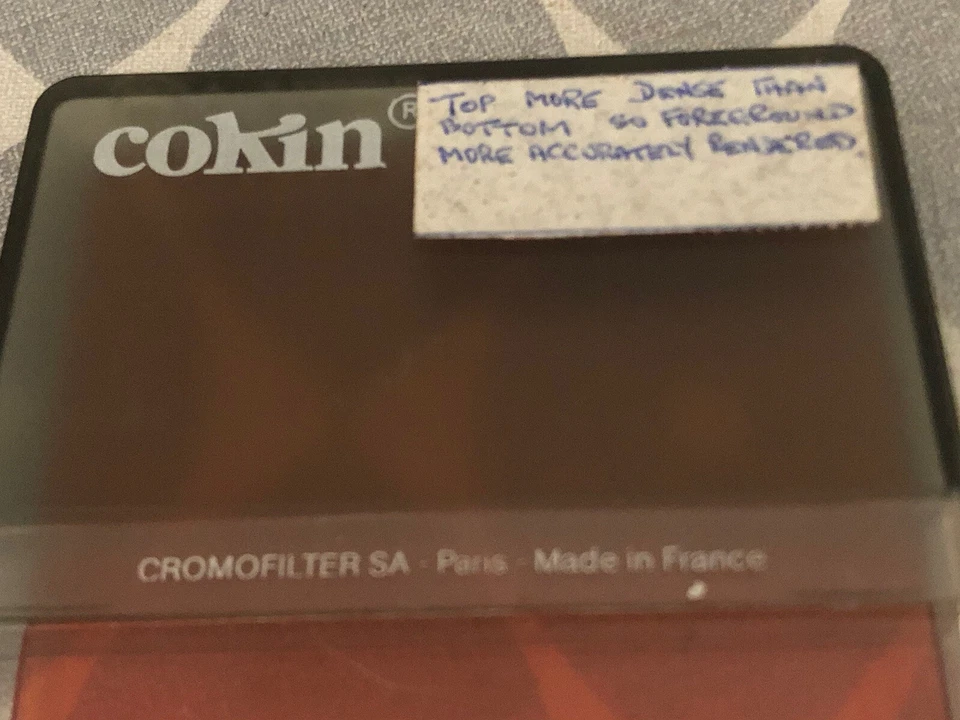 cokin ®
TOP MORE DENSE THAN
BOTTOM SO FOREGROUND
MORE ACCURATELY RENDERED.
CROMOFILTER SA · Paris · Made in France